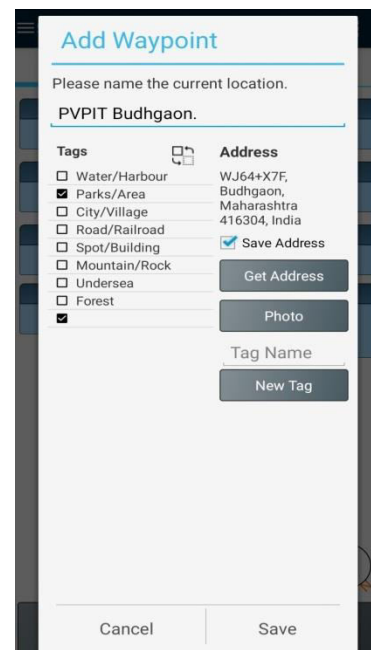 Add Waypoint
Please name the current location.
PVPIT Budhgaon.
Tags
Water/Harbour
Parks/Area
City/Village
Road/Railroad
Spot/Building
Mountain/Rock
Undersea
Forest
Address
WJ64+X7F,
Budhgaon,
Maharashtra
416304, India
Save Address
Get Address
Photo
Tag Name
New Tag
Cancel
Save